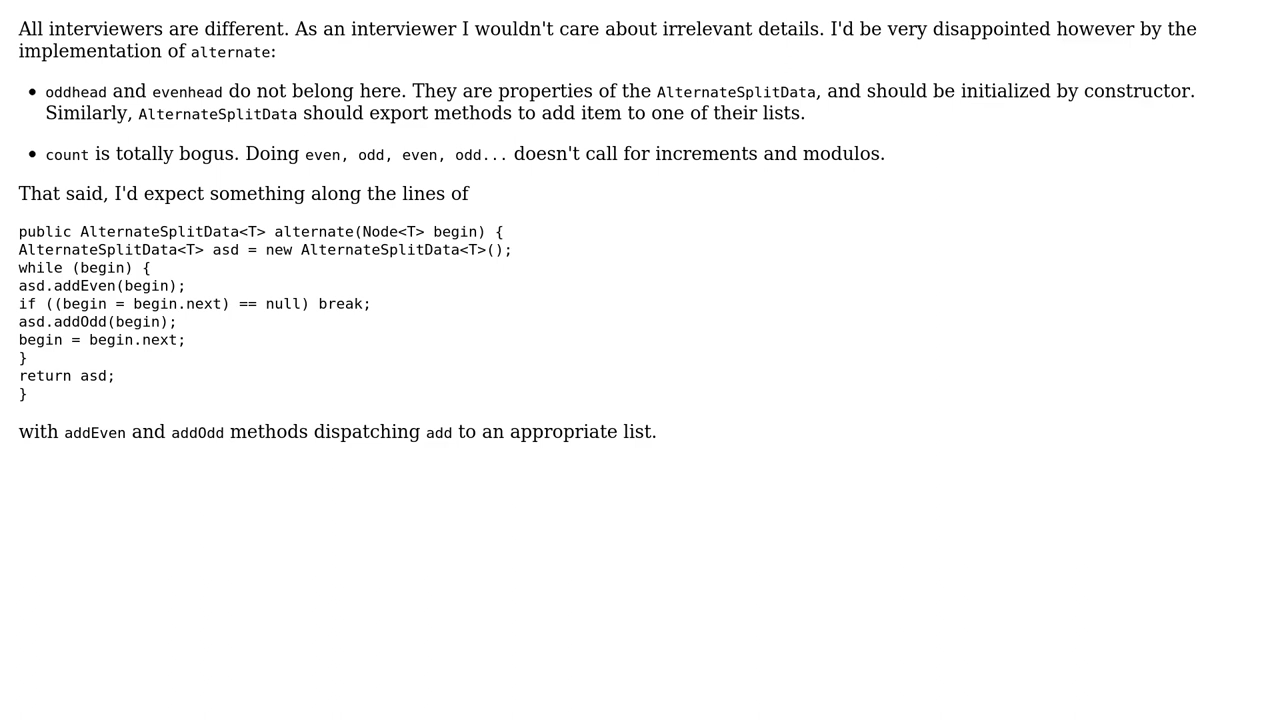 All interviewers are different. As an interviewer I wouldn't care about irrelevant details. I'd be very disappointed however by the
implementation of alternate:
• oddhead and evenhead do not belong here. They are properties of the AlternateSplitData, and should be initialized by constructor.
Similarly, AlternateSplitData should export methods to add item to one of their lists.
• count is totally bogus. Doing even, odd, even, odd... doesn't call for increments and modulos.
That said, I'd expect something along the lines of
public AlternateSplitData<T> alternate(Node<T> begin) {
AlternateSplitData<T> asd = new AlternateSplitData<T>();
while (begin) {
asd.addEven(begin);
if ((begin = begin.next) == null) break;
asd.addOdd(begin);
begin = begin.next;
}
return asd;
}
with addEven and addOdd methods dispatching add to an appropriate list.